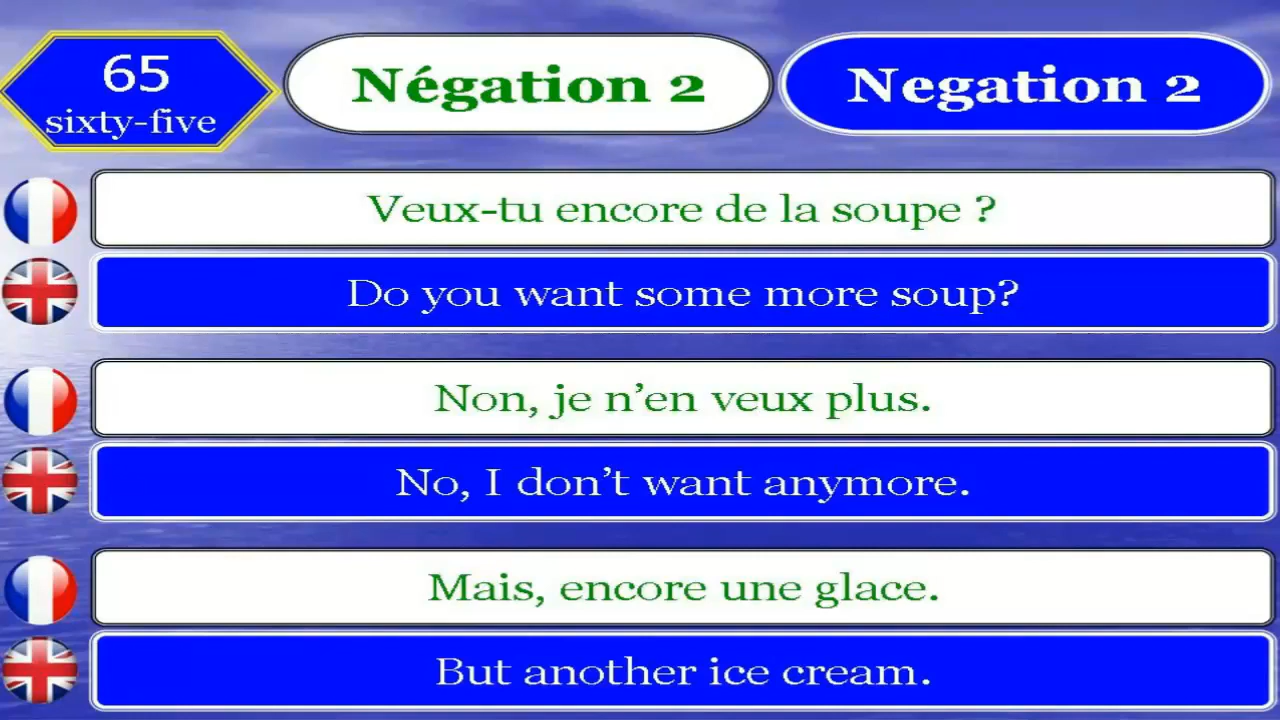 65
sixty-five
Négation 2
Negation 2
Veux-tu encore de la soupe ?
Do you want some more soup?
Non, je n’en veux plus.
No, I don’t want anymore.
Mais, encore une glace.
But another ice cream.